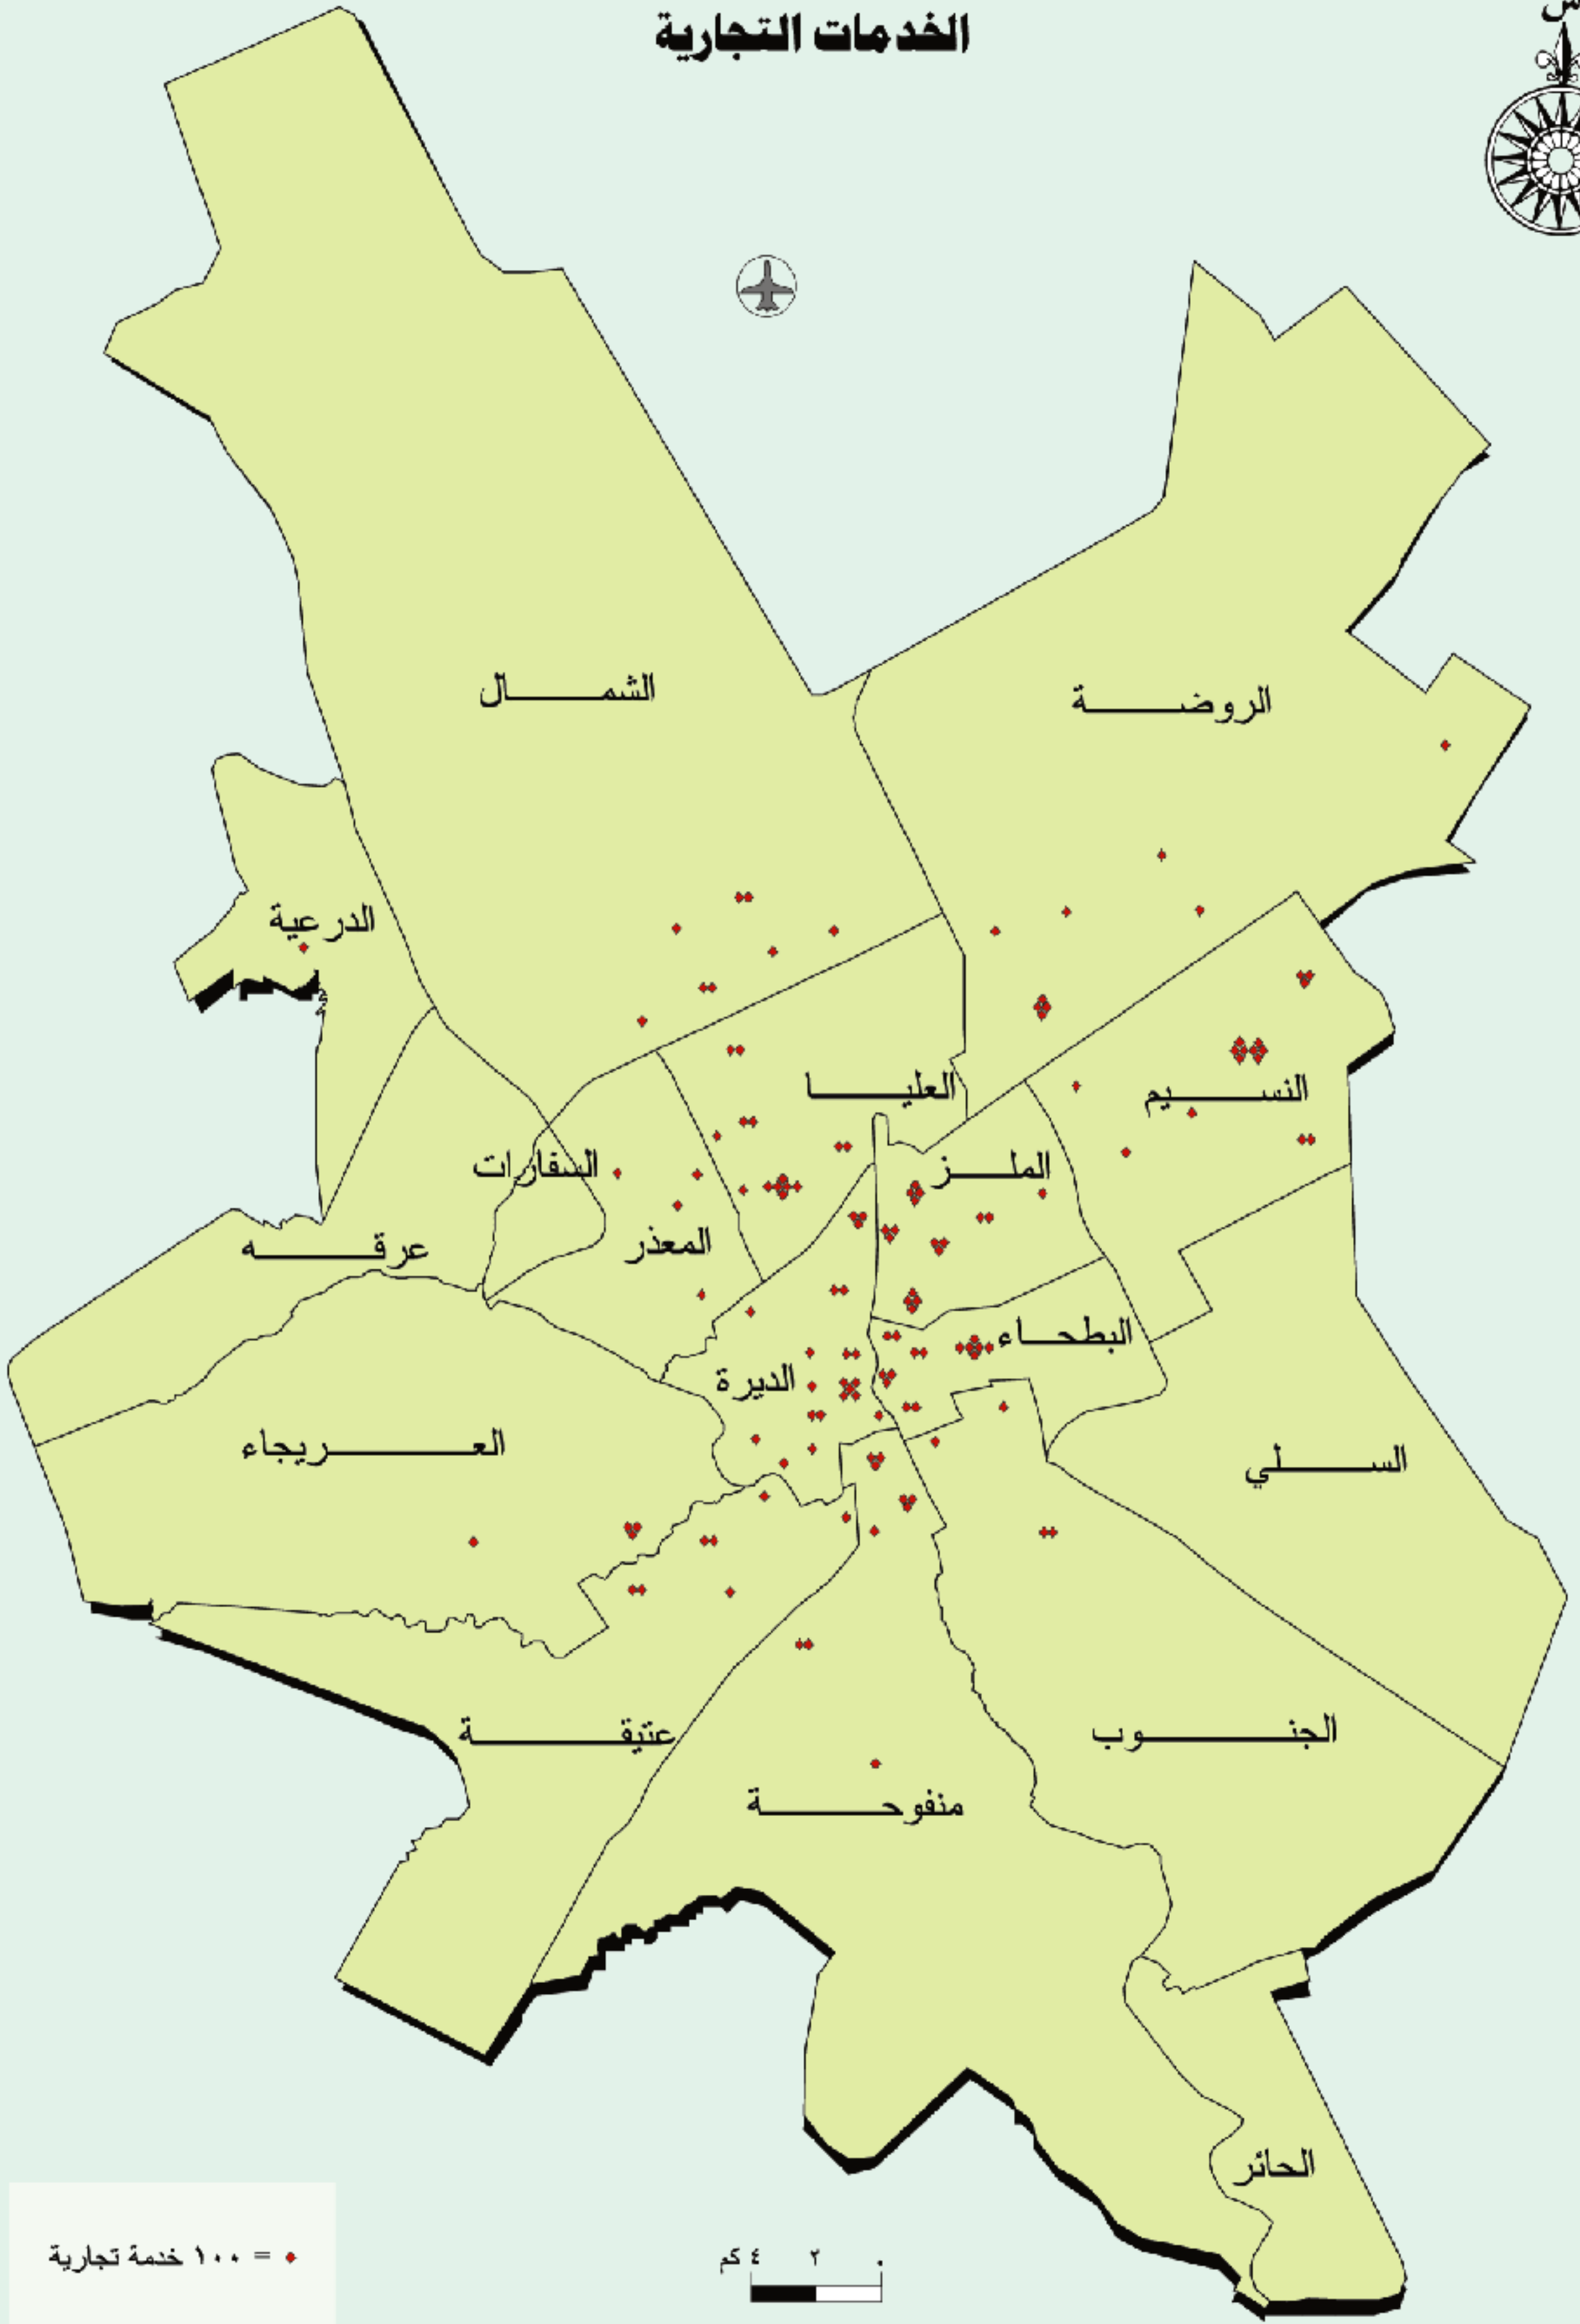 الخدمات التجارية
س
الشمال
الروضة
الدرعية
العليا
النسيم
السفارات
الملز
عرقه
المعذر
البطحاء
الديرة
العريجاء
السلي
عتيقة
الجنوب
منفوحة
الحائر
= ١٠٠ خدمة تجارية
٠ ٢ ٤ كم